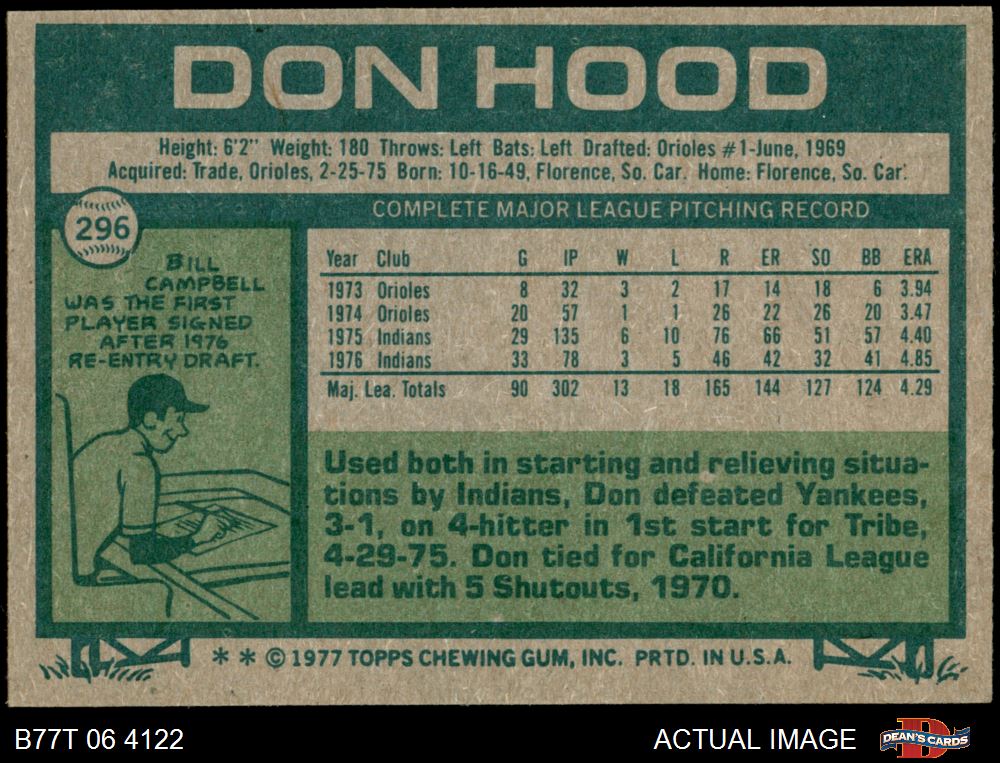 DON HOOD
Height: 6'2" Weight: 180 Throws: Left Bats: Left Drafted: Orioles #1-June, 1969
Acquired: Trade, Orioles, 2-25-75 Born: 10-16-49, Florence, So. Car. Home: Florence, So. Car.
296
COMPLETE MAJOR LEAGUE PITCHING RECORD
BILL
CAMPBELL
WAS THE FIRST
PLAYER SIGNED
AFTER 1976
RE-ENTRY DRAFT.
Year Club G IP W L R ER SO BB ERA
1973 Orioles 8 32 3 2 17 14 18 6 3.94
1974 Orioles 20 57 1 1 26 22 26 20 3.47
1975 Indians 29 135 6 10 76 66 51 57 4.40
1976 Indians 33 78 3 5 46 42 32 41 4.85
Maj. Lea. Totals 90 302 13 18 165 144 127 124 4.29
Used both in starting and relieving situa-
tions by Indians, Don defeated Yankees,
3-1, on 4-hitter in 1st start for Tribe,
4-29-75. Don tied for California League
lead with 5 Shutouts, 1970.
* * © 1977 TOPPS CHEWING GUM, INC. PRTD. IN U.S.A.
B77T 06 4122
ACTUAL IMAGE
D
DEAN'S CARDS